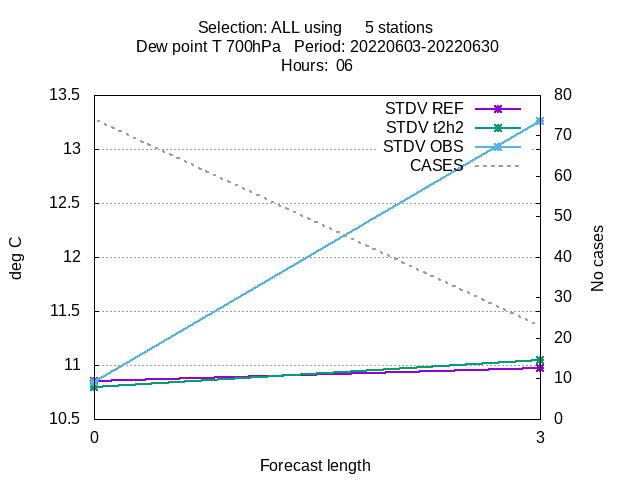 Selection: ALL using     5 stations
Dew point T 700hPa   Period: 20220603-20220630
Hours:  06
13.5
13
12.5
12
11.5
11
10.5
deg C
80
70
60
50
40
30
20
10
0
No cases
STDV REF
STDV t2h2
STDV OBS
CASES
0
3
Forecast length